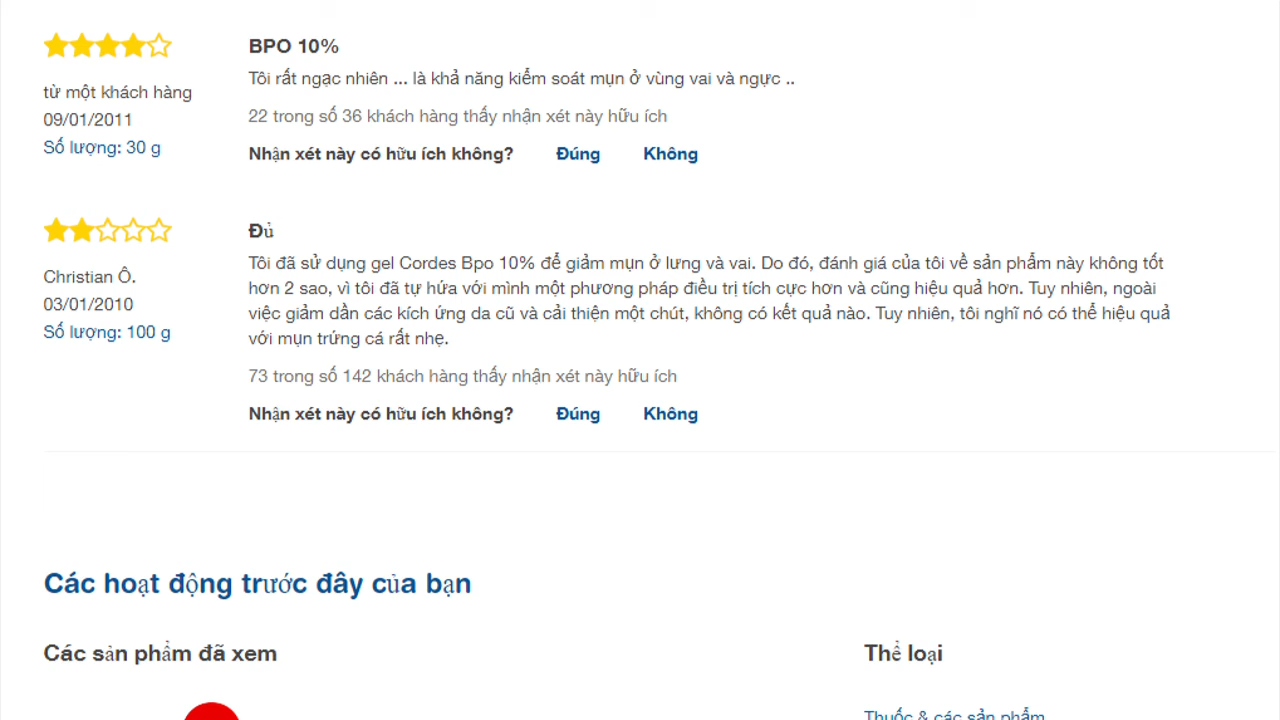 BPO 10%
Tôi rất ngạc nhiên ... là khả năng kiểm soát mụn ở vùng vai và ngực ..
từ một khách hàng
09/01/2011
Số lượng: 30 g
22 trong số 36 khách hàng thấy nhận xét này hữu ích
Nhận xét này có hữu ích không? Đúng Không
Đủ
Christian Ô.
03/01/2010
Số lượng: 100 g
Tôi đã sử dụng gel Cordes Bpo 10% để giảm mụn ở lưng và vai. Do đó, đánh giá của tôi về sản phẩm này không tốt
hơn 2 sao, vì tôi đã tự hứa với mình một phương pháp điều trị tích cực hơn và cũng hiệu quả hơn. Tuy nhiên, ngoài
việc giảm dần các kích ứng da cũ và cải thiện một chút, không có kết quả nào. Tuy nhiên, tôi nghĩ nó có thể hiệu quả
với mụn trứng cá rất nhẹ.
73 trong số 142 khách hàng thấy nhận xét này hữu ích
Nhận xét này có hữu ích không? Đúng Không
Các hoạt động trước đây của bạn
Các sản phẩm đã xem
Thể loại
Thuốc & các sản phẩm